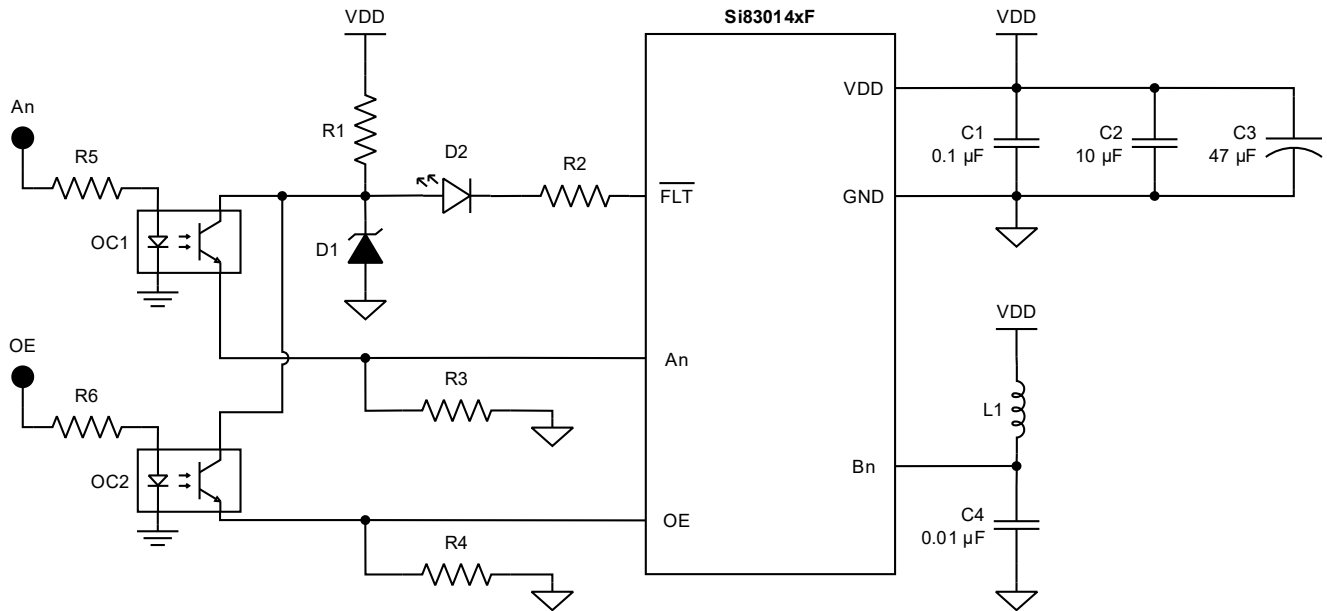 VDD
Si83014xF
VDD
An
R5
R1
D2
R2
FLT
OC1
D1
VDD
GND
C1
0.1 µF
C2
10 µF
C3
47 µF
OE
R6
An
R3
VDD
L1
OC2
Bn
OE
R4
C4
0.01 µF